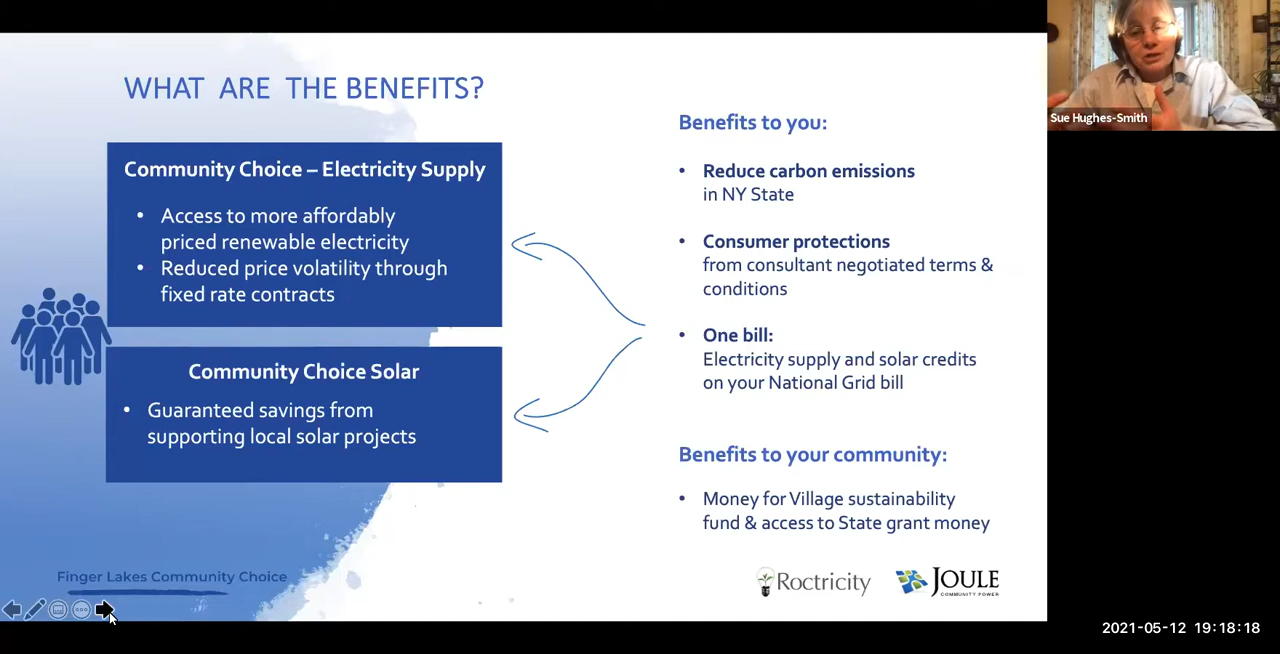 WHAT ARE THE BENEFITS?
Community Choice – Electricity Supply
• Access to more affordably
priced renewable electricity
• Reduced price volatility through
fixed rate contracts
Community Choice Solar
• Guaranteed savings from
supporting local solar projects
Benefits to you:
• Reduce carbon emissions
in NY State
• Consumer protections
from consultant negotiated terms &
conditions
• One bill:
Electricity supply and solar credits
on your National Grid bill
Benefits to your community:
• Money for Village sustainability
fund & access to State grant money
Finger Lakes Community Choice
Roctricity
JOULE
COMMUNITY POWER
Sue Hughes-Smith
2021-05-12 19:18:18